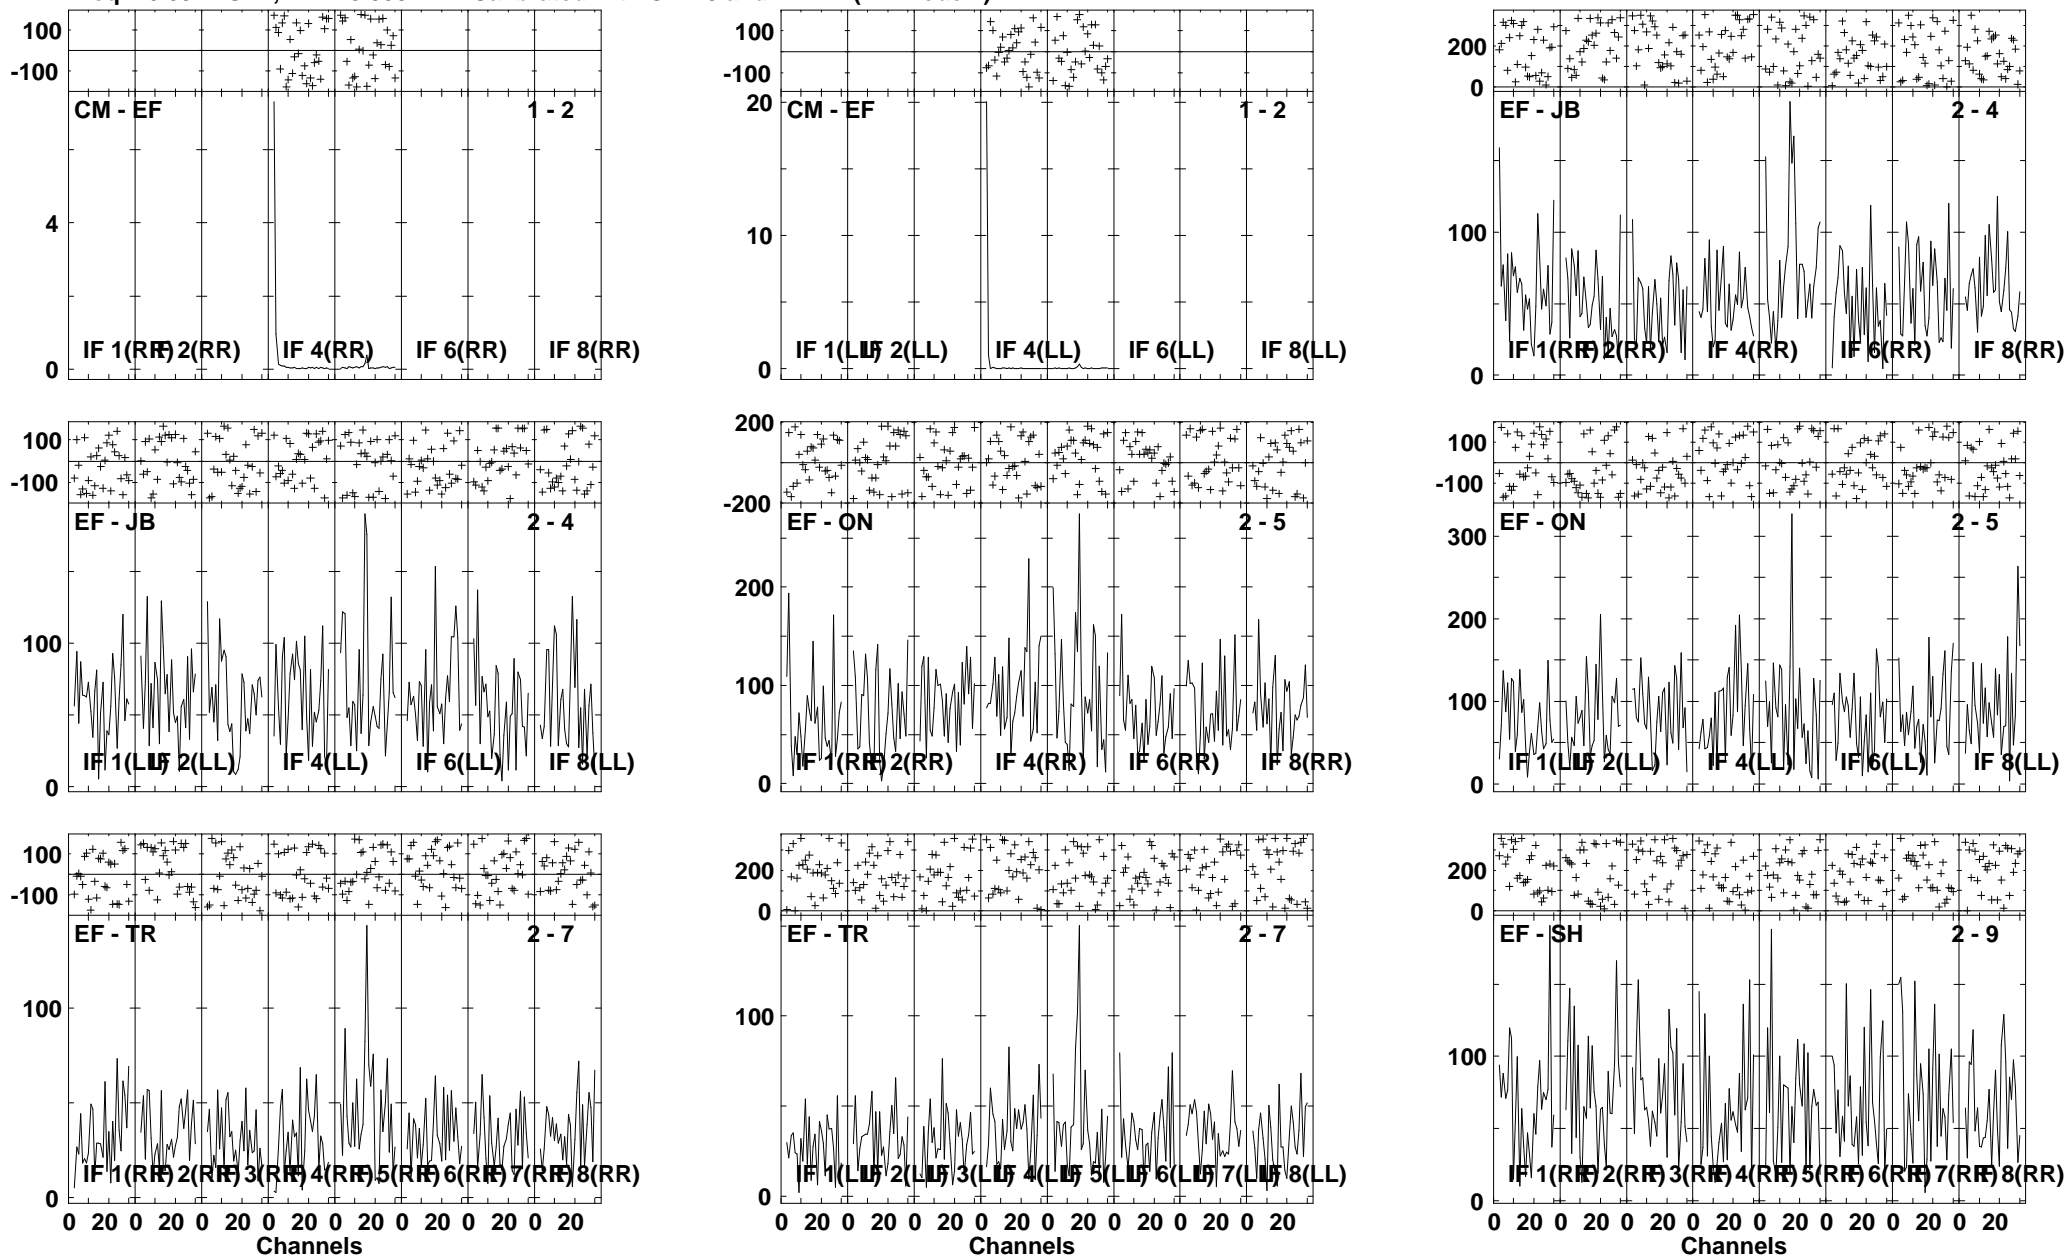 100
-100
CM - EF 1 - 2
4
0
IF 1(RR) IF 2(RR) IF 4(RR) IF 6(RR) IF 8(RR)
100
-100
CM - EF 1 - 2
20
10
0
IF 1(LL) IF 2(LL) IF 4(LL) IF 6(LL) IF 8(LL)
200
0
EF - JB 2 - 4
100
0
IF 1(RR) IF 2(RR) IF 4(RR) IF 6(RR) IF 8(RR)
100
-100
EF - JB 2 - 4
100
0
IF 1(LL) IF 2(LL) IF 4(LL) IF 6(LL) IF 8(LL)
200
-200
EF - ON 2 - 5
200
100
0
IF 1(RR) IF 2(RR) IF 4(RR) IF 6(RR) IF 8(RR)
100
-100
EF - ON 2 - 5
300
200
100
0
IF 1(LL) IF 2(LL) IF 4(LL) IF 6(LL) IF 8(LL)
100
-100
EF - TR 2 - 7
100
0
IF 1(RR) IF 2(RR) IF 3(RR) IF 4(RR) IF 5(RR) IF 6(RR) IF 7(RR) IF 8(RR)
0 20 0 20 0 20 0 20 0 20 0 20 0 20 0 20
Channels
200
0
EF - TR 2 - 7
100
0
IF 1(LL) IF 2(LL) IF 3(LL) IF 4(LL) IF 5(LL) IF 6(LL) IF 7(LL) IF 8(LL)
0 20 0 20 0 20 0 20 0 20 0 20 0 20 0 20
200
0
EF - SH 2 - 9
100
0
IF 1(RR) IF 2(RR) IF 3(RR) IF 4(RR) IF 5(RR) IF 6(RR) IF 7(RR) IF 8(RR)
0 20 0 20 0 20 0 20 0 20 0 20 0 20 0 20
Channels